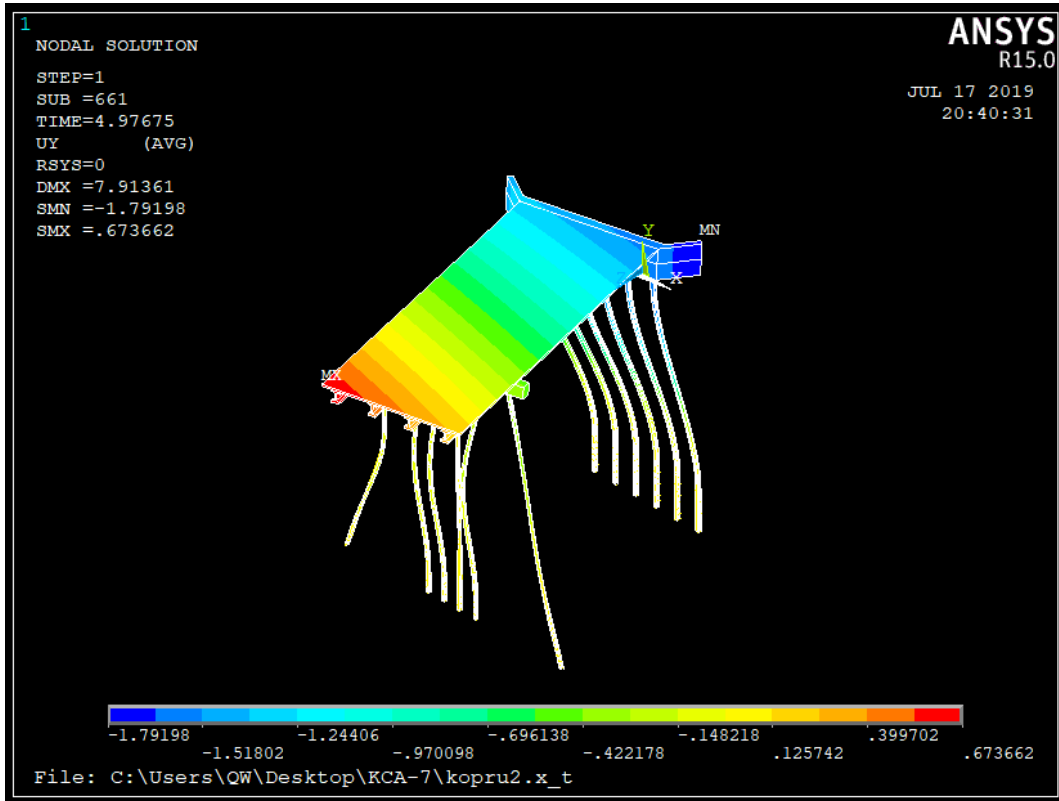 1
NODAL SOLUTION
STEP=1
SUB =661
TIME=4.97675
UY (AVG)
RSYS=0
DMX =7.91361
SMN =-1.79198
SMX =.673662
ANSYS
R15.0
JUL 17 2019
20:40:31
MN
Y
X
MX
-1.79198 -1.24406 -.696138 -.148218 .399702
-1.51802 -.970098 -.422178 .125742 .673662
File: C:\Users\QW\Desktop\KCA-7\kopru2.x_t